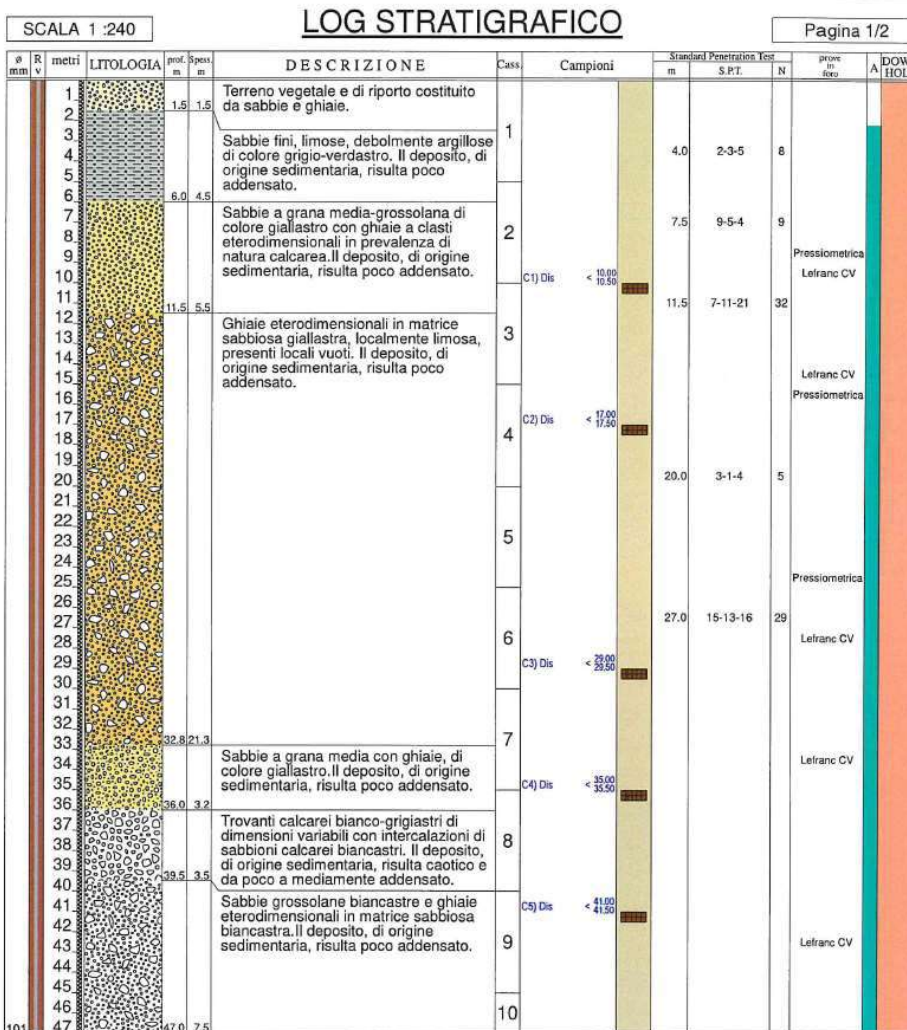 SCALA 1 :240
LOG STRATIGRAFICO
Pagina 1/2
ø mm
R v
metri
LITOLOGIA
prof. m
Spess. m
DESCRIZIONE
Cass.
Campioni
Standard Penetration Test
m
S.P.T.
N
prove in foro
A
1
2
3
4
5
6
7
8
9
10
11
12
13
14
15
16
17
18
19
20
21
22
23
24
25
26
27
28
29
30
31
32
33
34
35
36
37
38
39
40
41
42
43
44
45
46
47
101
1.5 1.5
Terreno vegetale e di riporto costituito
da sabbie e ghiaie.
6.0 4.5
Sabbie fini, limose, debolmente argillose
di colore grigio-verdastro. Il deposito, di
origine sedimentaria, risulta poco
addensato.
11.5 5.5
Sabbie a grana media-grossolana di
colore giallastro con ghiaie a clasti
eterodimensionali in prevalenza di
natura calcarea.Il deposito, di origine
sedimentaria, risulta poco addensato.
32.8 21.3
Ghiaie eterodimensionali in matrice
sabbiosa giallastra, localmente limosa,
presenti locali vuoti. Il deposito, di
origine sedimentaria, risulta poco
addensato.
36.0 3.2
Sabbie a grana media con ghiaie, di
colore giallastro.Il deposito, di origine
sedimentaria, risulta poco addensato.
39.5 3.5
Trovanti calcarei bianco-grigiastri di
dimensioni variabili con intercalazioni di
sabbioni calcarei biancastri. Il deposito,
di origine sedimentaria, risulta caotico e
da poco a mediamente addensato.
47.0 7.5
Sabbie grossolane biancastre e ghiaie
eterodimensionali in matrice sabbiosa
biancastra.Il deposito, di origine
sedimentaria, risulta poco addensato.
1
2
3
4
5
6
7
8
9
10
C1) Dis < 10.00
10.50
C2) Dis < 17.00
17.50
C3) Dis < 29.00
29.50
C4) Dis < 35.00
35.50
C5) Dis < 41.00
41.50
4.0 2-3-5 8
7.5 9-5-4 9
11.5 7-11-21 32
20.0 3-1-4 5
27.0 15-13-16 29
Pressiometrica
Lefranc CV
Lefranc CV
Pressiometrica
Pressiometrica
Lefranc CV
Lefranc CV
Lefranc CV